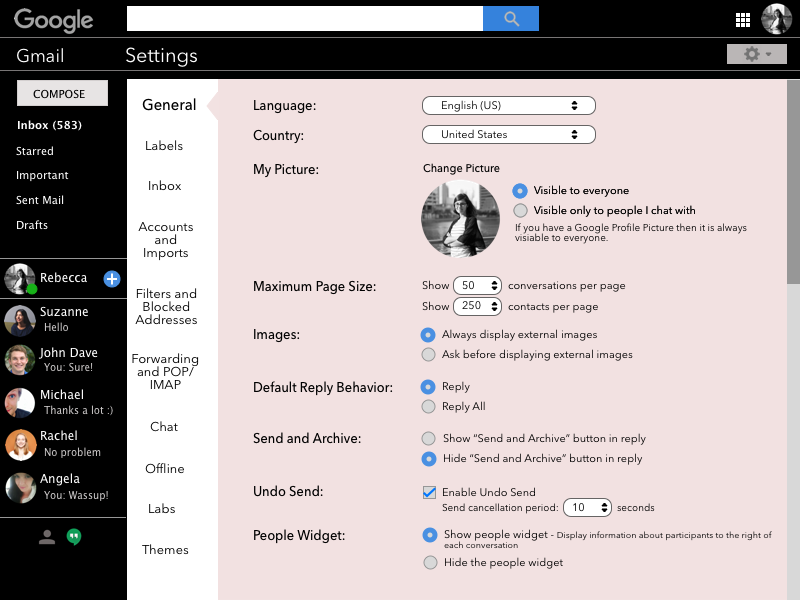 Google
Gmail
Settings
COMPOSE
Inbox (583)
Starred
Important
Sent Mail
Drafts
Rebecca
Suzanne
Hello
John Dave
You: Sure!
Michael
Thanks a lot :)
Rachel
No problem
Angela
You: Wassup!
General
Labels
Inbox
Accounts
and
Imports
Filters and
Blocked
Addresses
Forwarding
and POP/
IMAP
Chat
Offline
Labs
Themes
Language:
English (US)
Country:
United States
My Picture:
Change Picture
Visible to everyone
Visible only to people I chat with
If you have a Google Profile Picture then it is always
visiable to everyone.
Maximum Page Size:
Show 50 conversations per page
Show 250 contacts per page
Images:
Always display external images
Ask before displaying external images
Default Reply Behavior:
Reply
Reply All
Send and Archive:
Show “Send and Archive” button in reply
Hide “Send and Archive” button in reply
Undo Send:
Enable Undo Send
Send cancellation period: 10 seconds
People Widget:
Show people widget - Display information about participants to the right of
each conversation
Hide the people widget